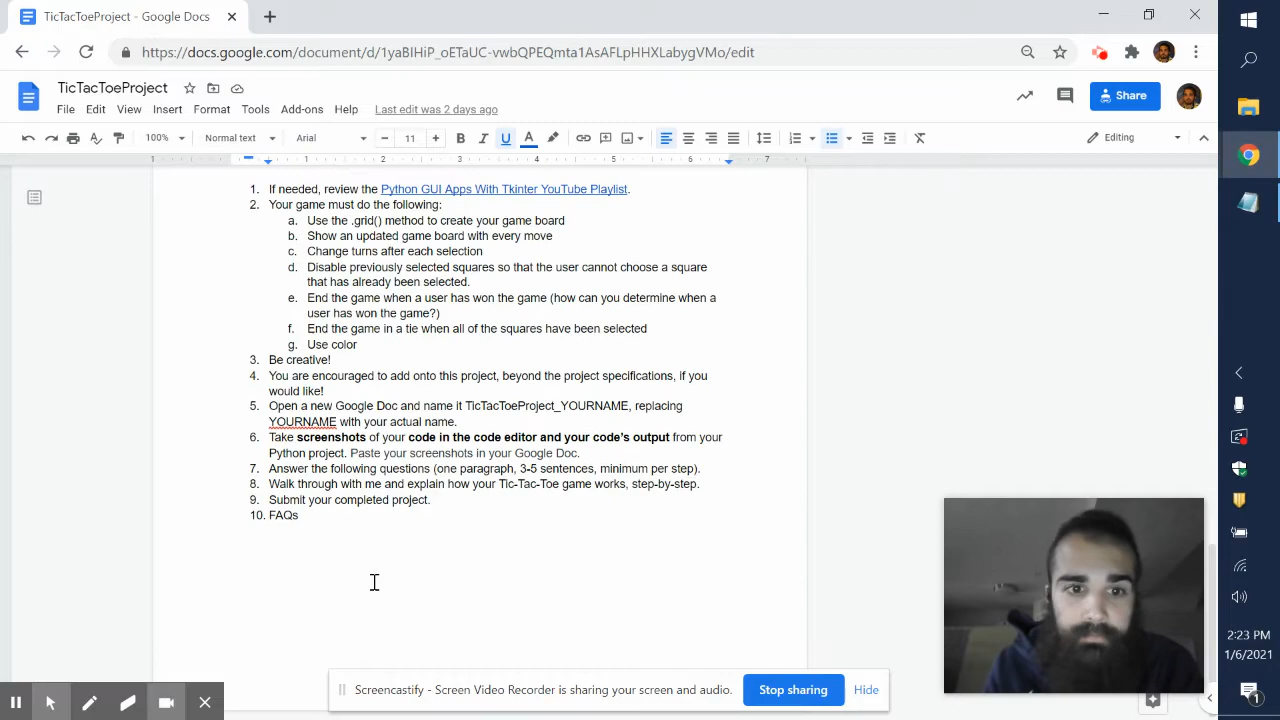 TicTacToeProject - Google Docs
https://docs.google.com/document/d/1yaBIHiP_oETaUC-vwbQPEQmta1AsAFLpHHXLabygVMo/edit
TicTacToeProject
File Edit View Insert Format Tools Add-ons Help Last edit was 2 days ago
Share
100% Normal text Arial 11 B I U A Editing
1 1 2 3 4 5 6 7
1. If needed, review the Python GUI Apps With Tkinter YouTube Playlist.
2. Your game must do the following:
a. Use the .grid() method to create your game board
b. Show an updated game board with every move
c. Change turns after each selection
d. Disable previously selected squares so that the user cannot choose a square
that has already been selected.
e. End the game when a user has won the game (how can you determine when a
user has won the game?)
f. End the game in a tie when all of the squares have been selected
g. Use color
3. Be creative!
4. You are encouraged to add onto this project, beyond the project specifications, if you
would like!
5. Open a new Google Doc and name it TicTacToeProject_YOURNAME, replacing
YOURNAME with your actual name.
6. Take screenshots of your code in the code editor and your code's output from your
Python project. Paste your screenshots in your Google Doc.
7. Answer the following questions (one paragraph, 3-5 sentences, minimum per step).
8. Walk through with me and explain how your Tic-Tac-Toe game works, step-by-step.
9. Submit your completed project.
10. FAQs
Screencastify - Screen Video Recorder is sharing your screen and audio. Stop sharing Hide
2:23 PM
1/6/2021
1